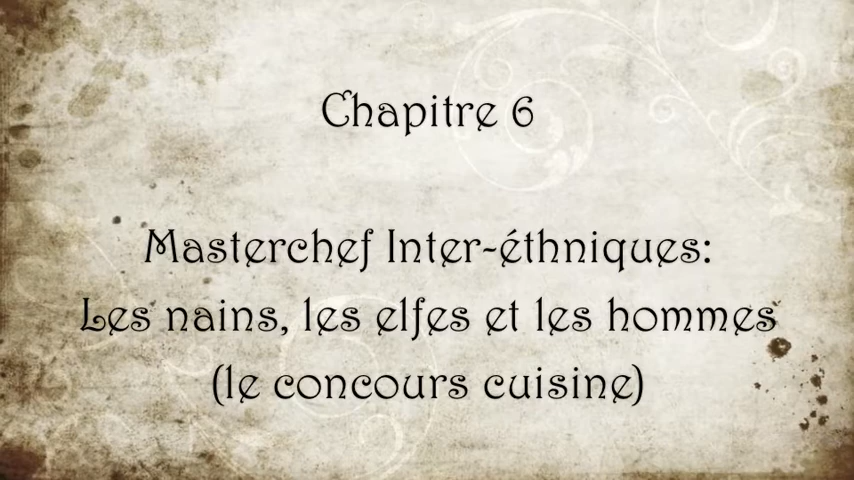 Chapitre 6
Masterchef Inter-éthniques:
Les nains, les elfes et les hommes
(le concours cuisine)